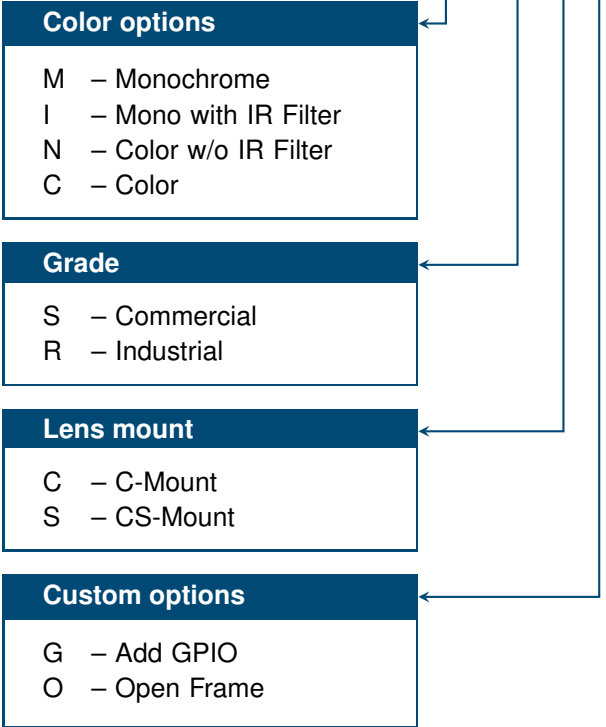 Color options
M – Monochrome
I – Mono with IR Filter
N – Color w/o IR Filter
C – Color
Grade
S – Commercial
R – Industrial
Lens mount
C – C-Mount
S – CS-Mount
Custom options
G – Add GPIO
O – Open Frame